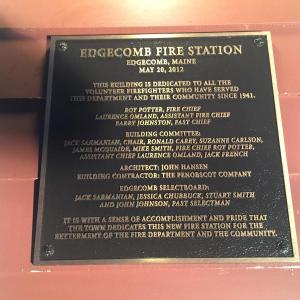 EDGECOMB FIRE STATION
EDGECOMB, MAINE
MAY 20, 2012
THIS BUILDING IS DEDICATED TO ALL THE
VOLUNTEER FIREFIGHTERS WHO HAVE SERVED
THIS DEPARTMENT AND THEIR COMMUNITY SINCE 1941.
ROY POTTER, FIRE CHIEF
LAURENCE OMLAND, ASSISTANT FIRE CHIEF
BARRY JOHNSTON, PAST CHIEF
BUILDING COMMITTEE:
JACK SARMANIAN, CHAIR, RONALD CAREY, SUZANNE CARLSON,
JAMES MCQUAIDE, MIKE SMITH, FIRE CHIEF ROY POTTER,
ASSISTANT CHIEF LAURENCE OMLAND, JACK FRENCH
ARCHITECT: JOHN HANSEN
BUILDING CONTRACTOR: THE PENOBSCOT COMPANY
EDGECOMB SELECTBOARD:
JACK SARMANIAN, JESSICA CHUBBUCK, STUART SMITH
AND JOHN JOHNSON, PAST SELECTMAN
IT IS WITH A SENSE OF ACCOMPLISHMENT AND PRIDE THAT
THE TOWN DEDICATES THIS NEW FIRE STATION FOR THE
BETTERMENT OF THE FIRE DEPARTMENT AND THE COMMUNITY.